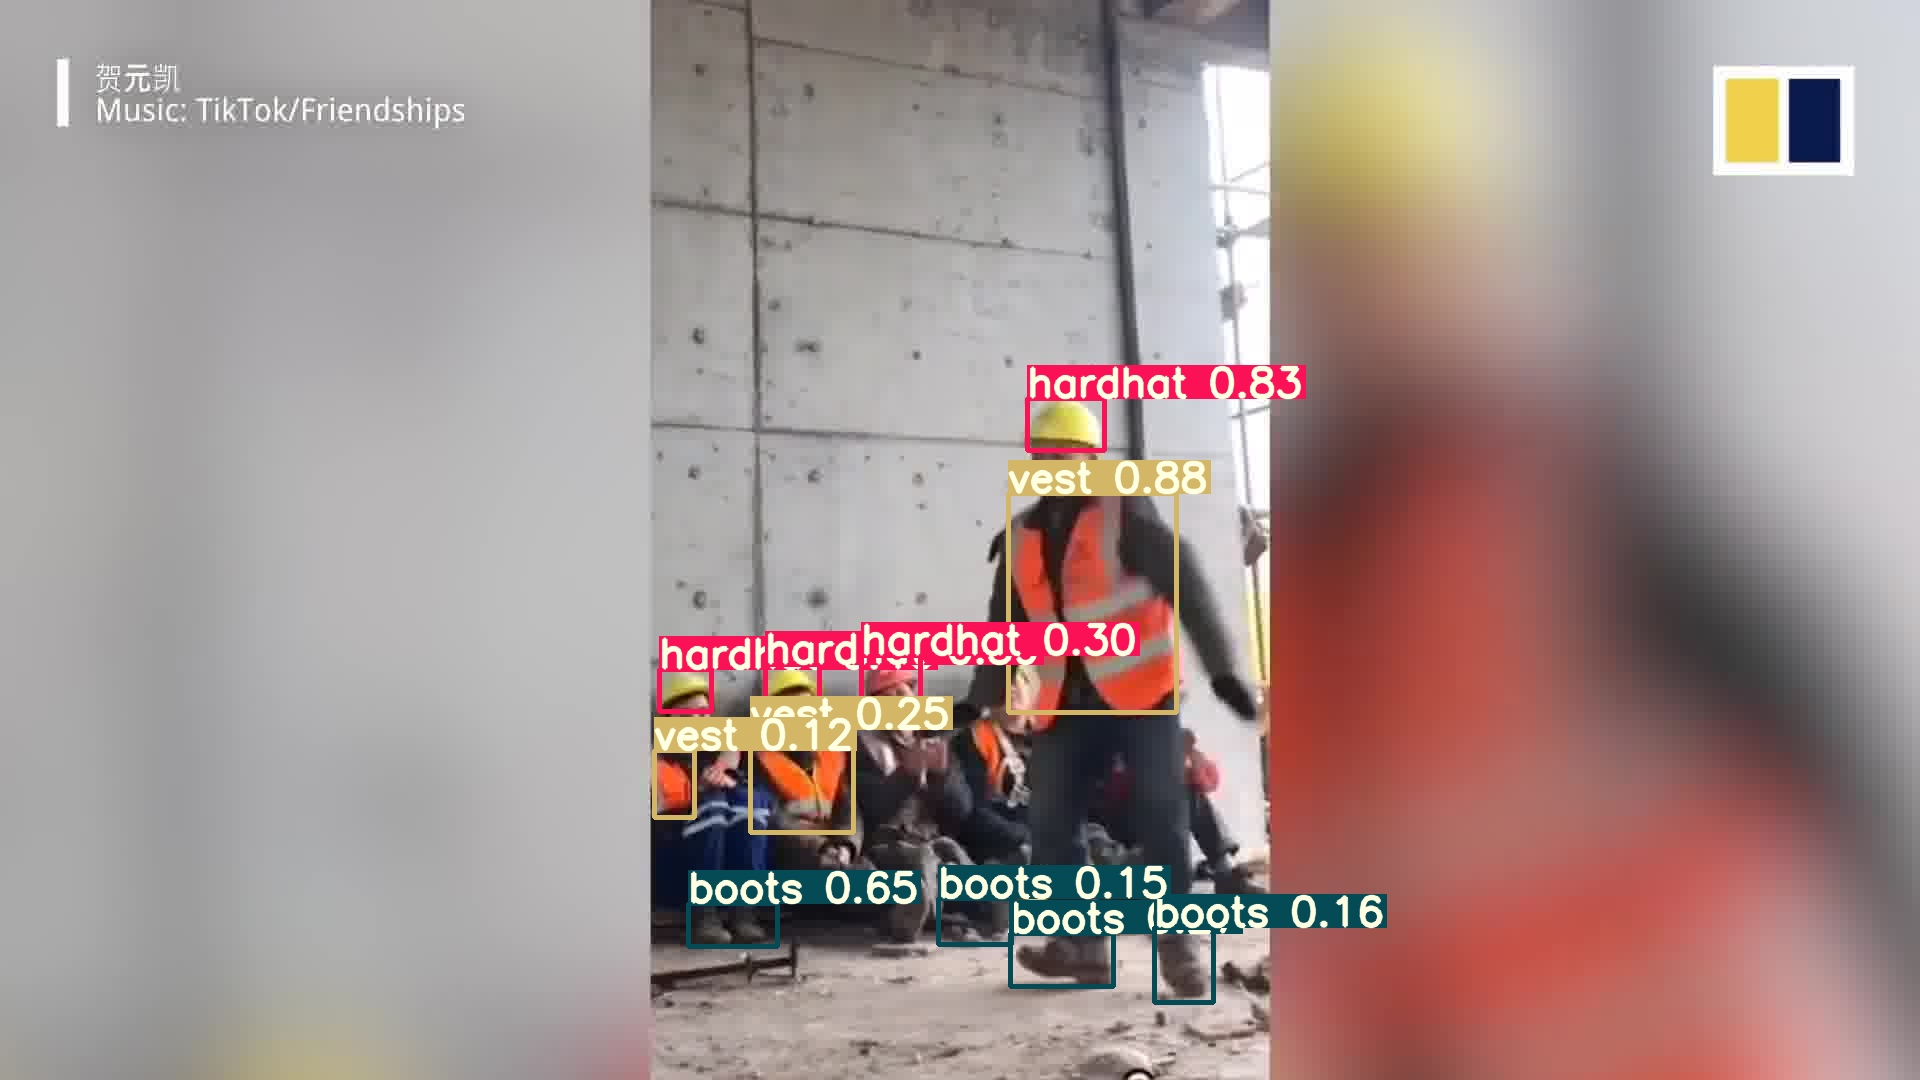 贺元凯
Music: TikTok/Friendships
hardhat 0.83
vest 0.88
hardhat 0.30
vest 0.25
vest 0.12
boots 0.65
boots 0.15
boots
boots 0.16